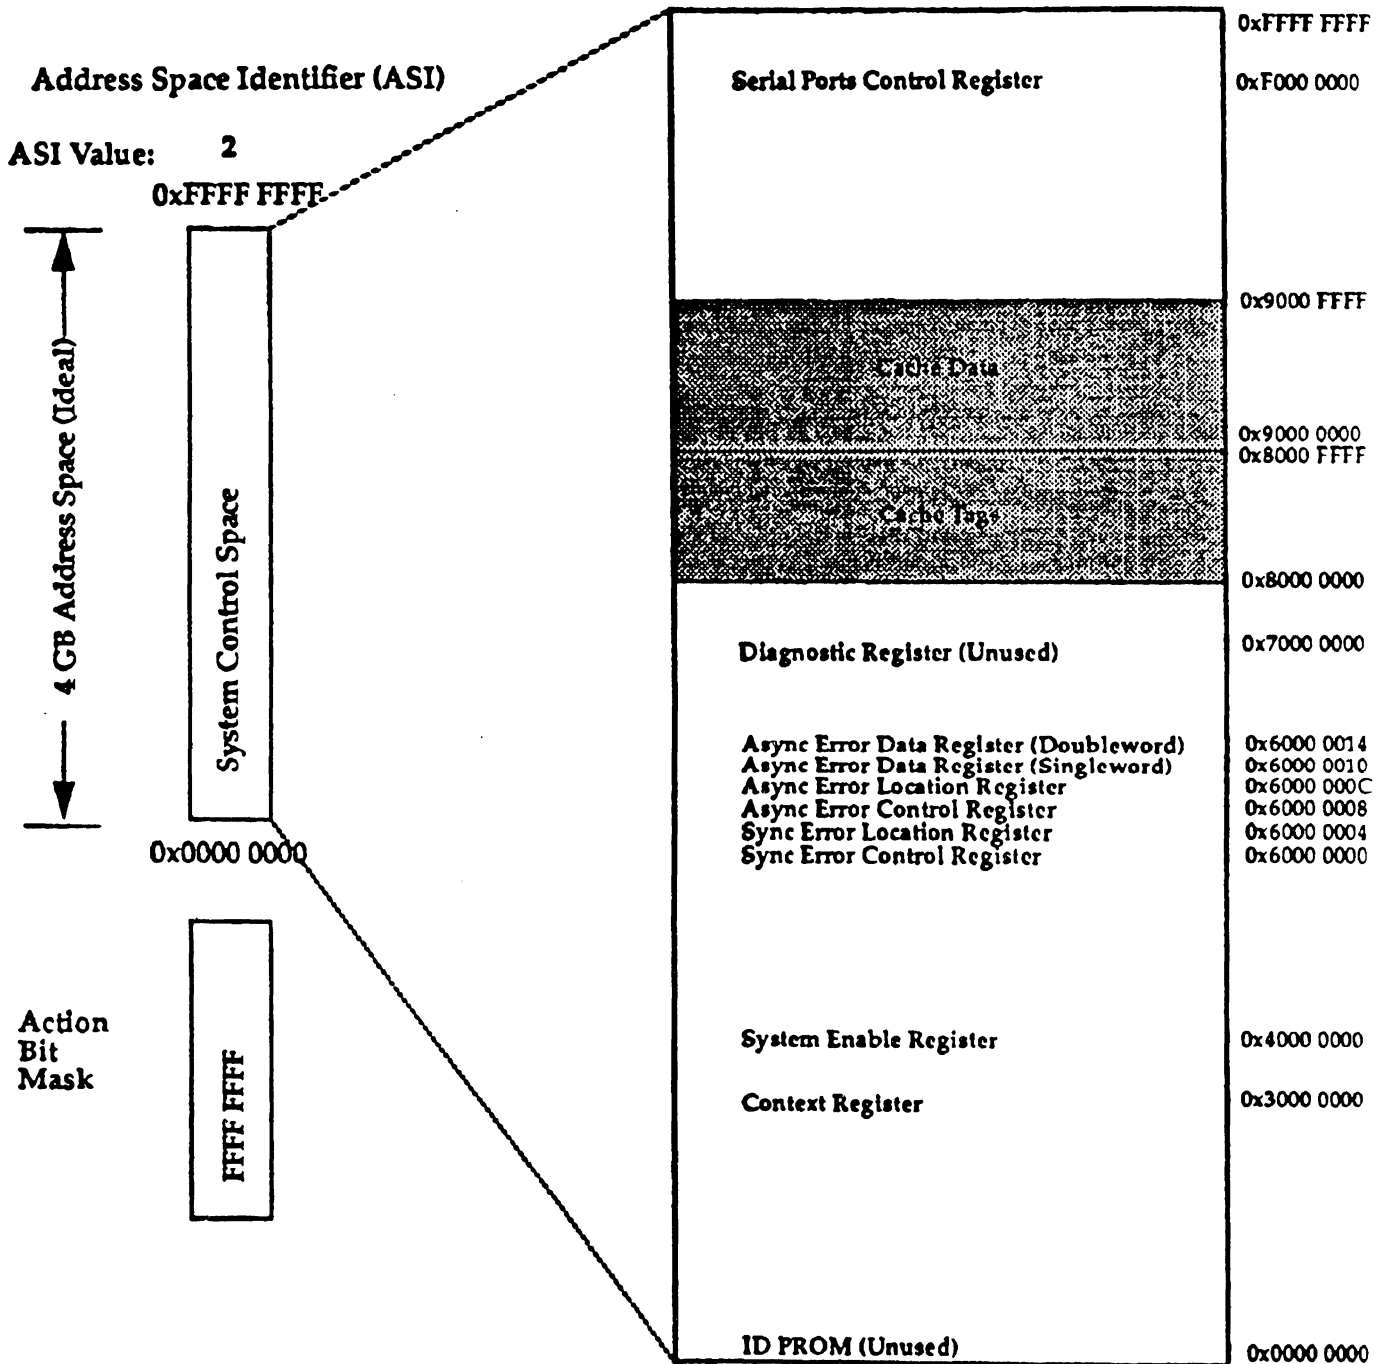 Address Space Identifier (ASI)
ASI Value: 2
0xFFFF FFFF
4 GB Address Space (Ideal)
System Control Space
0x0000 0000
Action
Bit
Mask
FFFF FFFF
0xFFFF FFFF
Serial Ports Control Register 0xF000 0000
0x9000 FFFF
Cache Data
0x9000 0000
0x8000 FFFF
Cache Tags
0x8000 0000
Diagnostic Register (Unused) 0x7000 0000
Async Error Data Register (Doubleword) 0x6000 0014
Async Error Data Register (Singleword) 0x6000 0010
Async Error Location Register 0x6000 000C
Async Error Control Register 0x6000 0008
Sync Error Location Register 0x6000 0004
Sync Error Control Register 0x6000 0000
System Enable Register 0x4000 0000
Context Register 0x3000 0000
ID PROM (Unused) 0x0000 0000